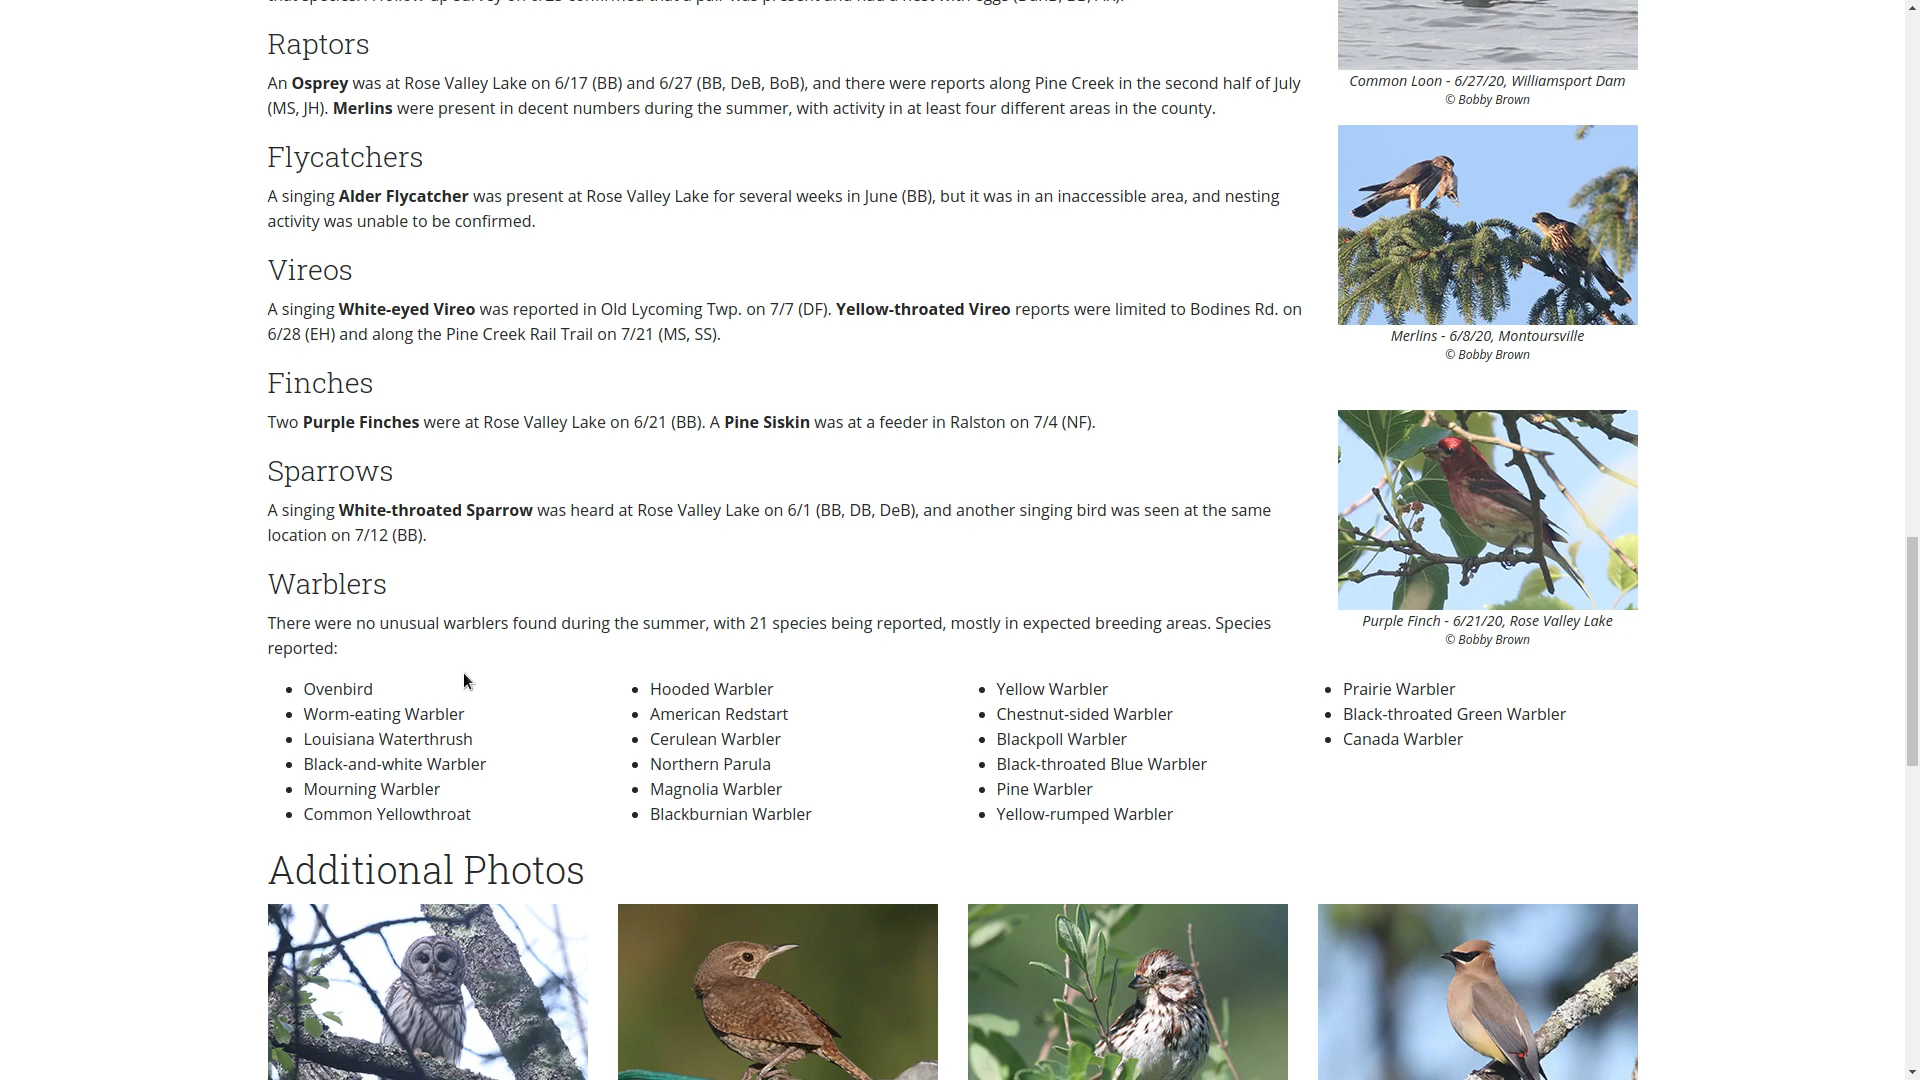 Raptors
An Osprey was at Rose Valley Lake on 6/17 (BB) and 6/27 (BB, DeB, BoB), and there were reports along Pine Creek in the second half of July
(MS, JH). Merlins were present in decent numbers during the summer, with activity in at least four different areas in the county.
Flycatchers
A singing Alder Flycatcher was present at Rose Valley Lake for several weeks in June (BB), but it was in an inaccessible area, and nesting
activity was unable to be confirmed.
Vireos
A singing White-eyed Vireo was reported in Old Lycoming Twp. on 7/7 (DF). Yellow-throated Vireo reports were limited to Bodines Rd. on
6/28 (EH) and along the Pine Creek Rail Trail on 7/21 (MS, SS).
Finches
Two Purple Finches were at Rose Valley Lake on 6/21 (BB). A Pine Siskin was at a feeder in Ralston on 7/4 (NF).
Sparrows
A singing White-throated Sparrow was heard at Rose Valley Lake on 6/1 (BB, DB, DeB), and another singing bird was seen at the same
location on 7/12 (BB).
Warblers
There were no unusual warblers found during the summer, with 21 species being reported, mostly in expected breeding areas. Species
reported:
Common Loon - 6/27/20, Williamsport Dam
© Bobby Brown
Merlins - 6/8/20, Montoursville
© Bobby Brown
Purple Finch - 6/21/20, Rose Valley Lake
© Bobby Brown
Ovenbird
Worm-eating Warbler
Louisiana Waterthrush
Black-and-white Warbler
Mourning Warbler
Common Yellowthroat
Hooded Warbler
American Redstart
Cerulean Warbler
Northern Parula
Magnolia Warbler
Blackburnian Warbler
Yellow Warbler
Chestnut-sided Warbler
Blackpoll Warbler
Black-throated Blue Warbler
Pine Warbler
Yellow-rumped Warbler
Prairie Warbler
Black-throated Green Warbler
Canada Warbler
Additional Photos